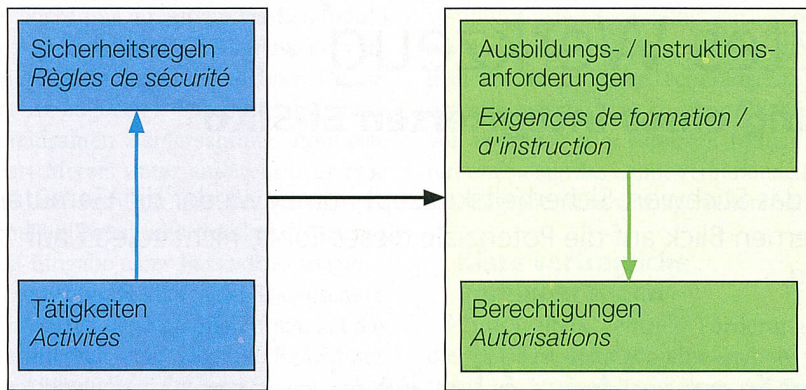 Sicherheitsregeln
Règles de sécurité
Tätigkeiten
Activités
Ausbildungs- / Instruktions-
anforderungen
Exigences de formation /
d'instruction
Berechtigungen
Autorisations